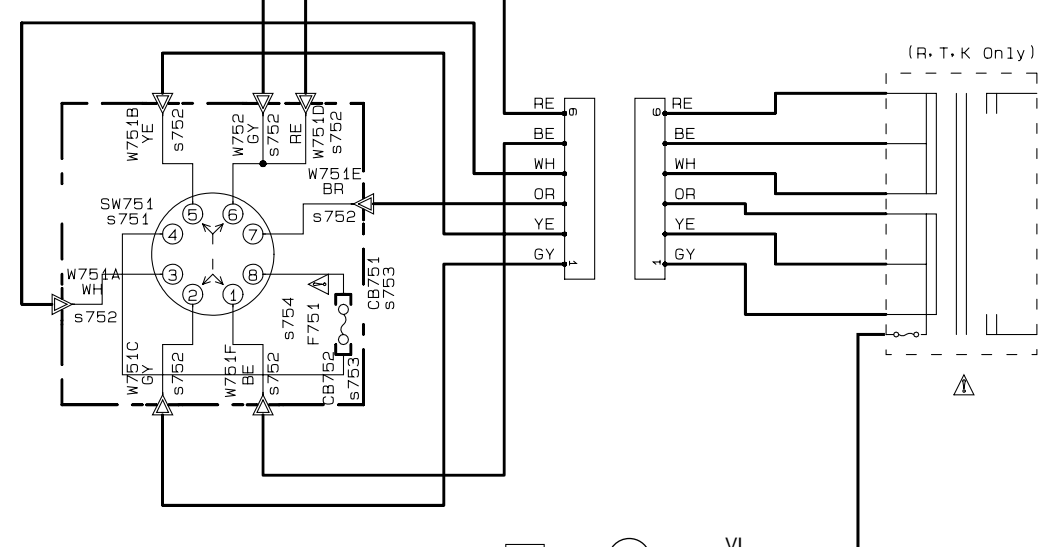 (R·T·K Only)
W751B
YE
s752
W752
GY
s752
RE
W751D
s752
W751E
BR
s752
SW751
s751
5
6
4
7
3
8
2
1
W751A
WH
s752
CB751
s753
s754
F751
CB752
s753
W751C
GY
s752
W751F
BE
s752
RE
BE
WH
OR
YE
GY
6
1
RE
BE
WH
OR
YE
GY
6
1
VI